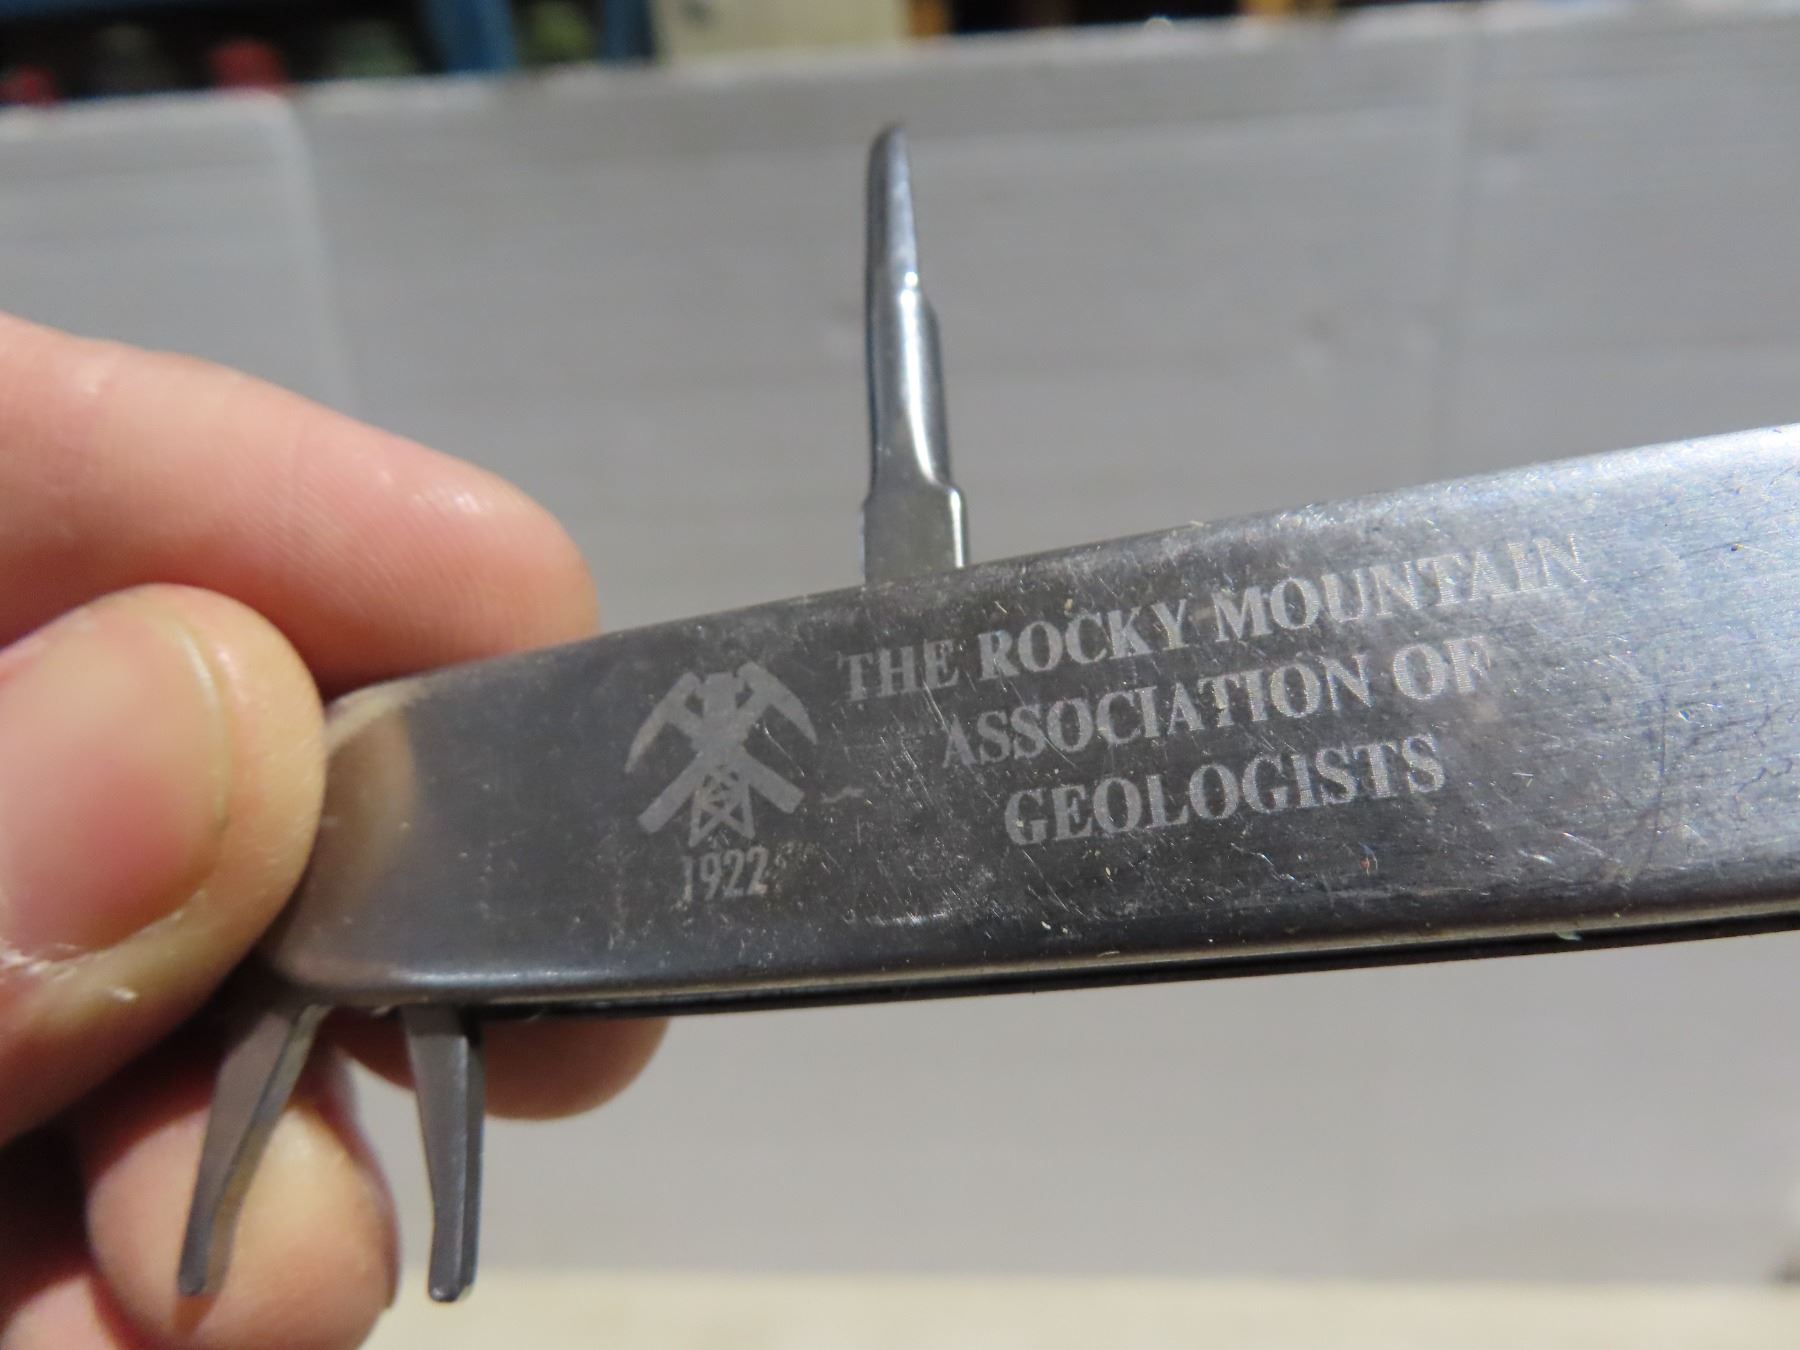 THE ROCKY MOUNTAIN
ASSOCIATION OF
GEOLOGISTS
1922